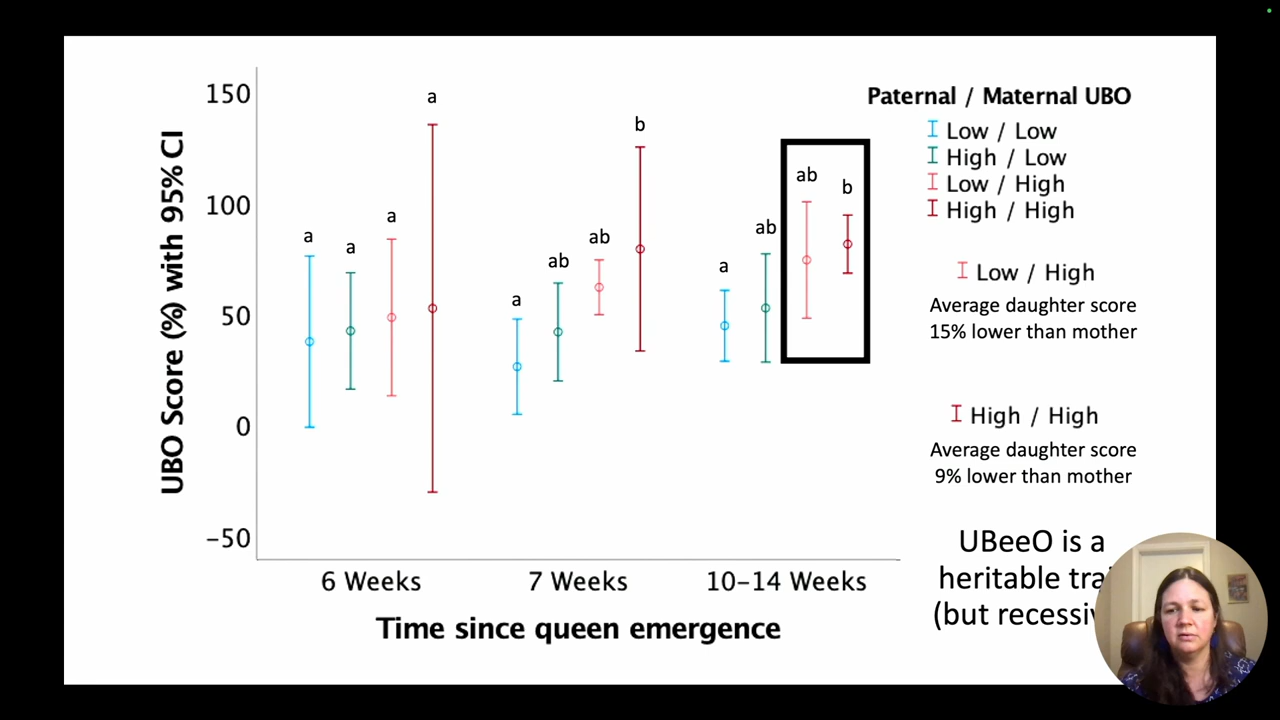 UBO Score (%) with 95% CI
150
100
50
0
−50
a
a
a
a
a
ab
ab
b
a
ab
ab
b
6 Weeks
7 Weeks
10–14 Weeks
Time since queen emergence
Paternal / Maternal UBO
Low / Low
High / Low
Low / High
High / High
Low / High
Average daughter score
15% lower than mother
High / High
Average daughter score
9% lower than mother
UBeeO is a
heritable
(but